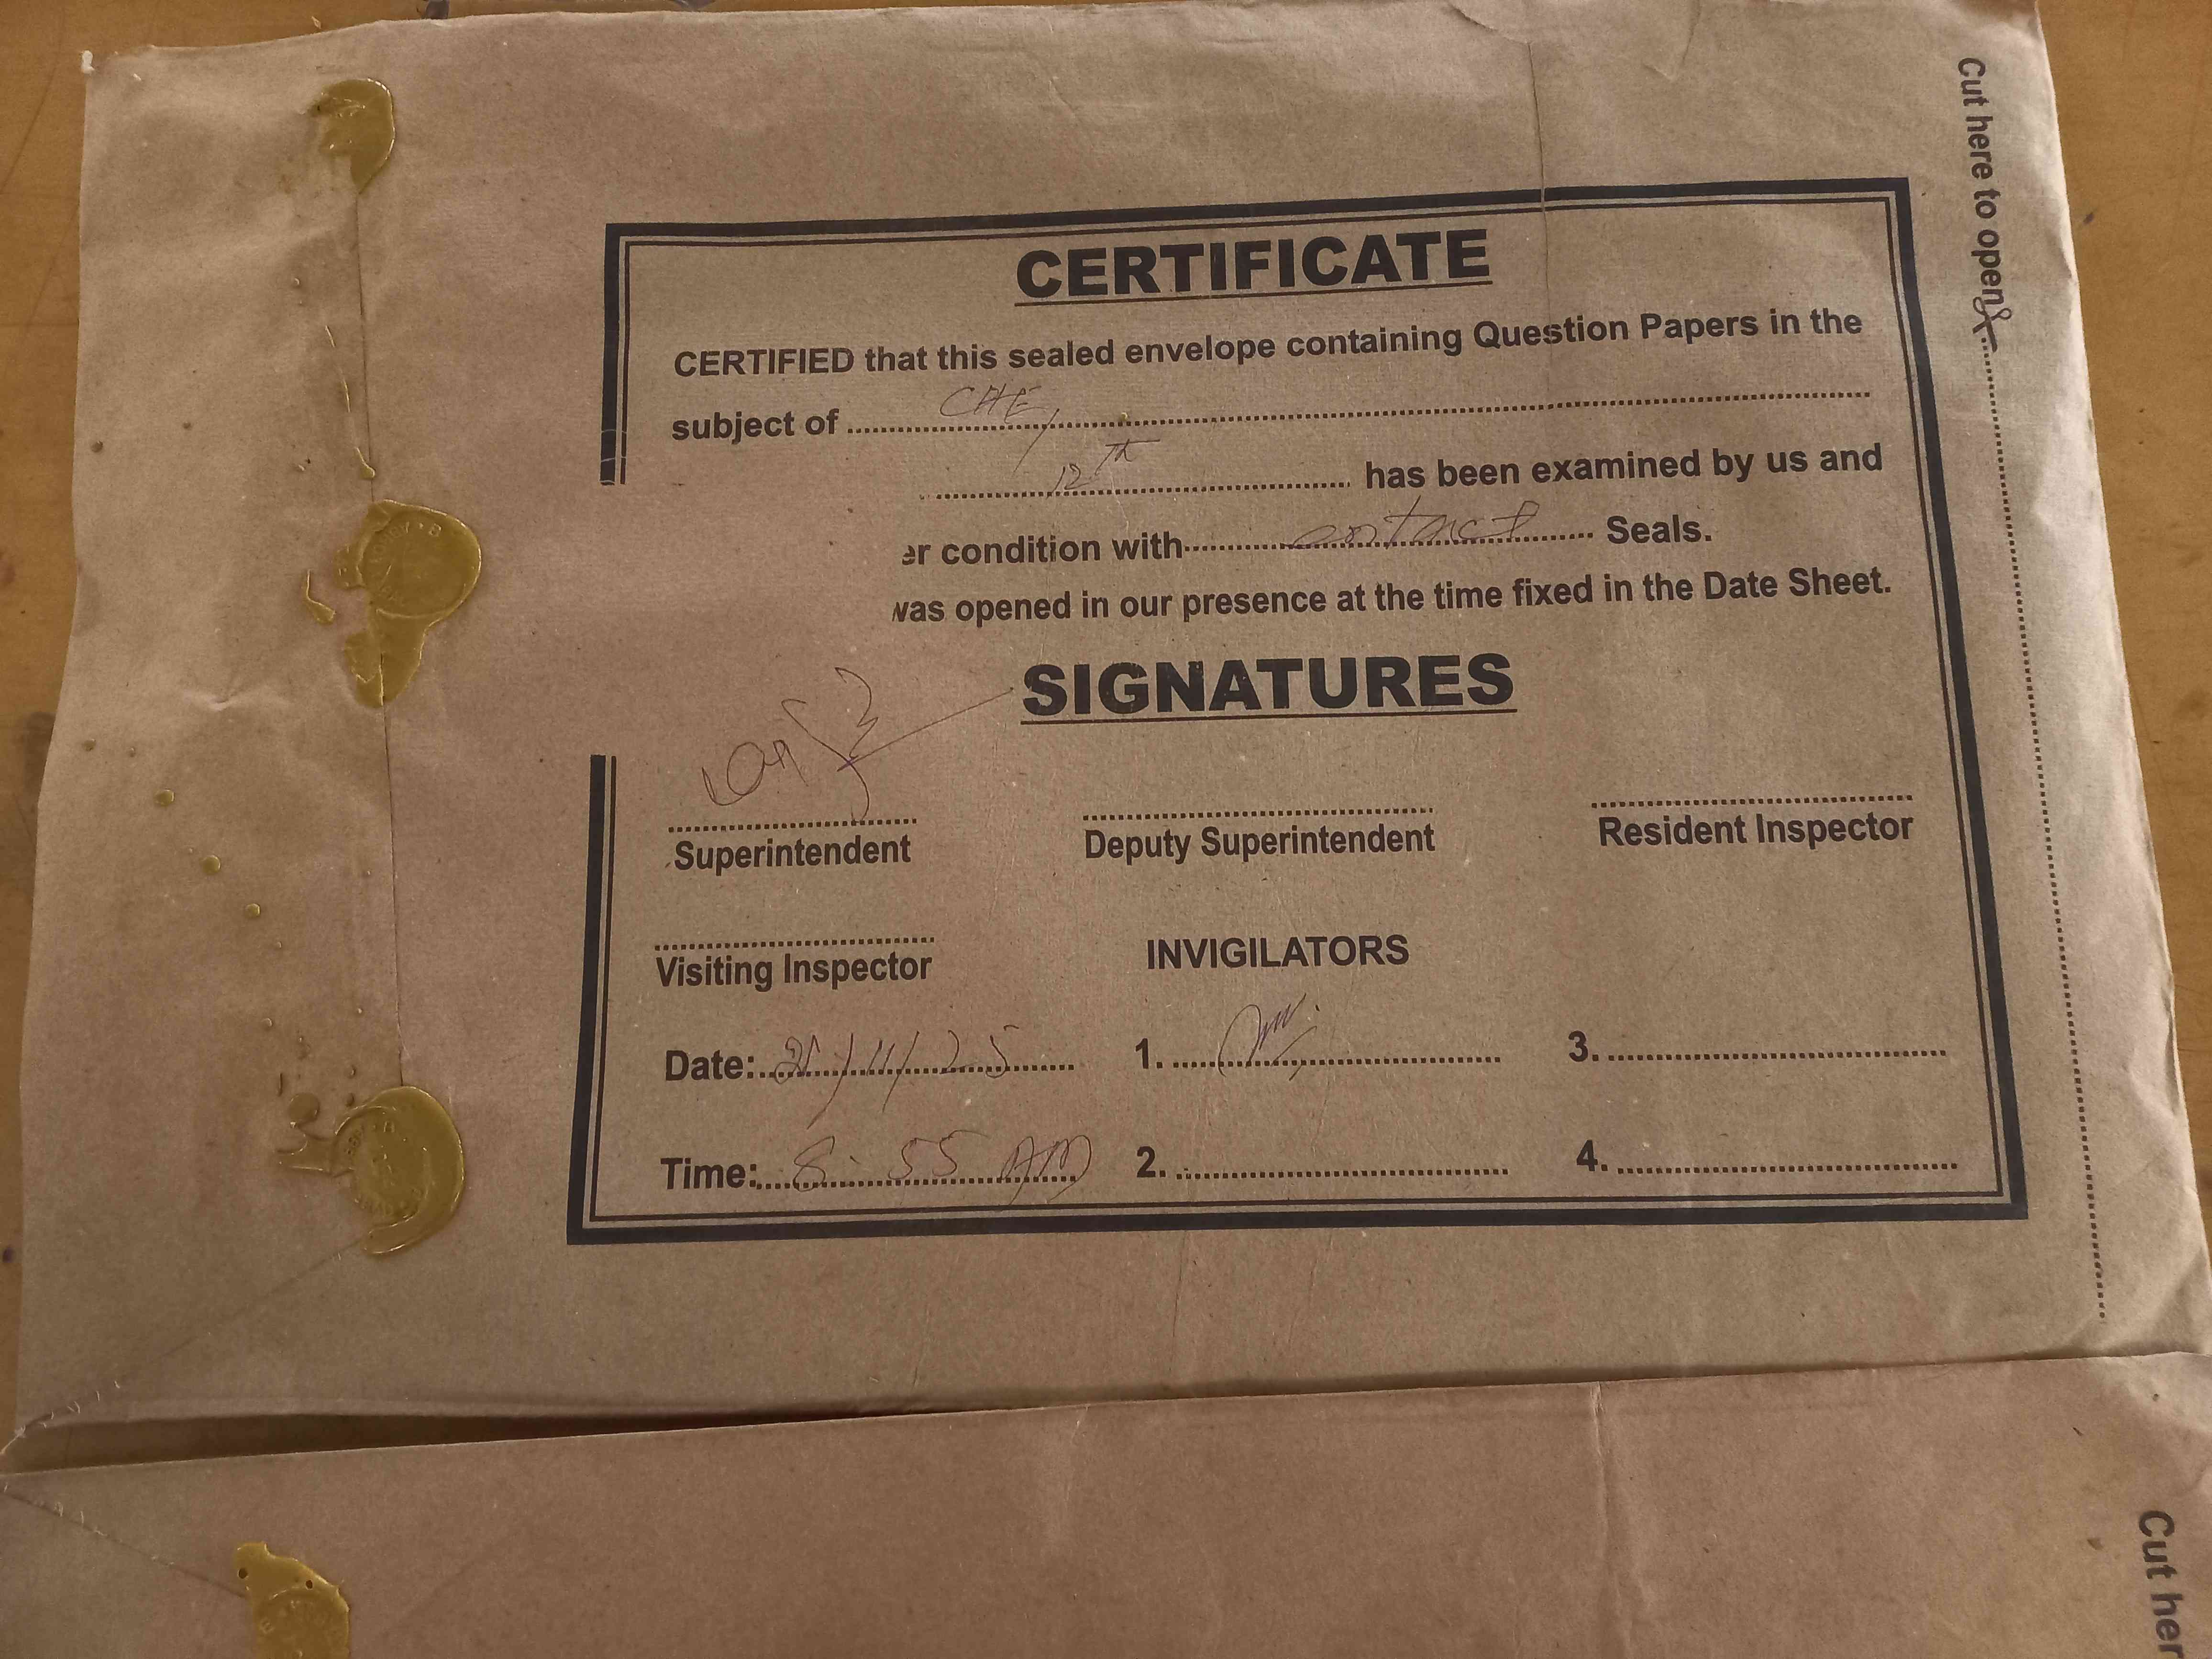 Cut here to open
CERTIFICATE
CERTIFIED that this sealed envelope containing Question Papers in the
subject of CHE,
12th has been examined by us and
er condition with Seals.
was opened in our presence at the time fixed in the Date Sheet.
SIGNATURES
Superintendent Deputy Superintendent Resident Inspector
Visiting Inspector INVIGILATORS
Date: 21/11/25 1. 3.
Time: 8:55 AM 2. 4.
Cut her